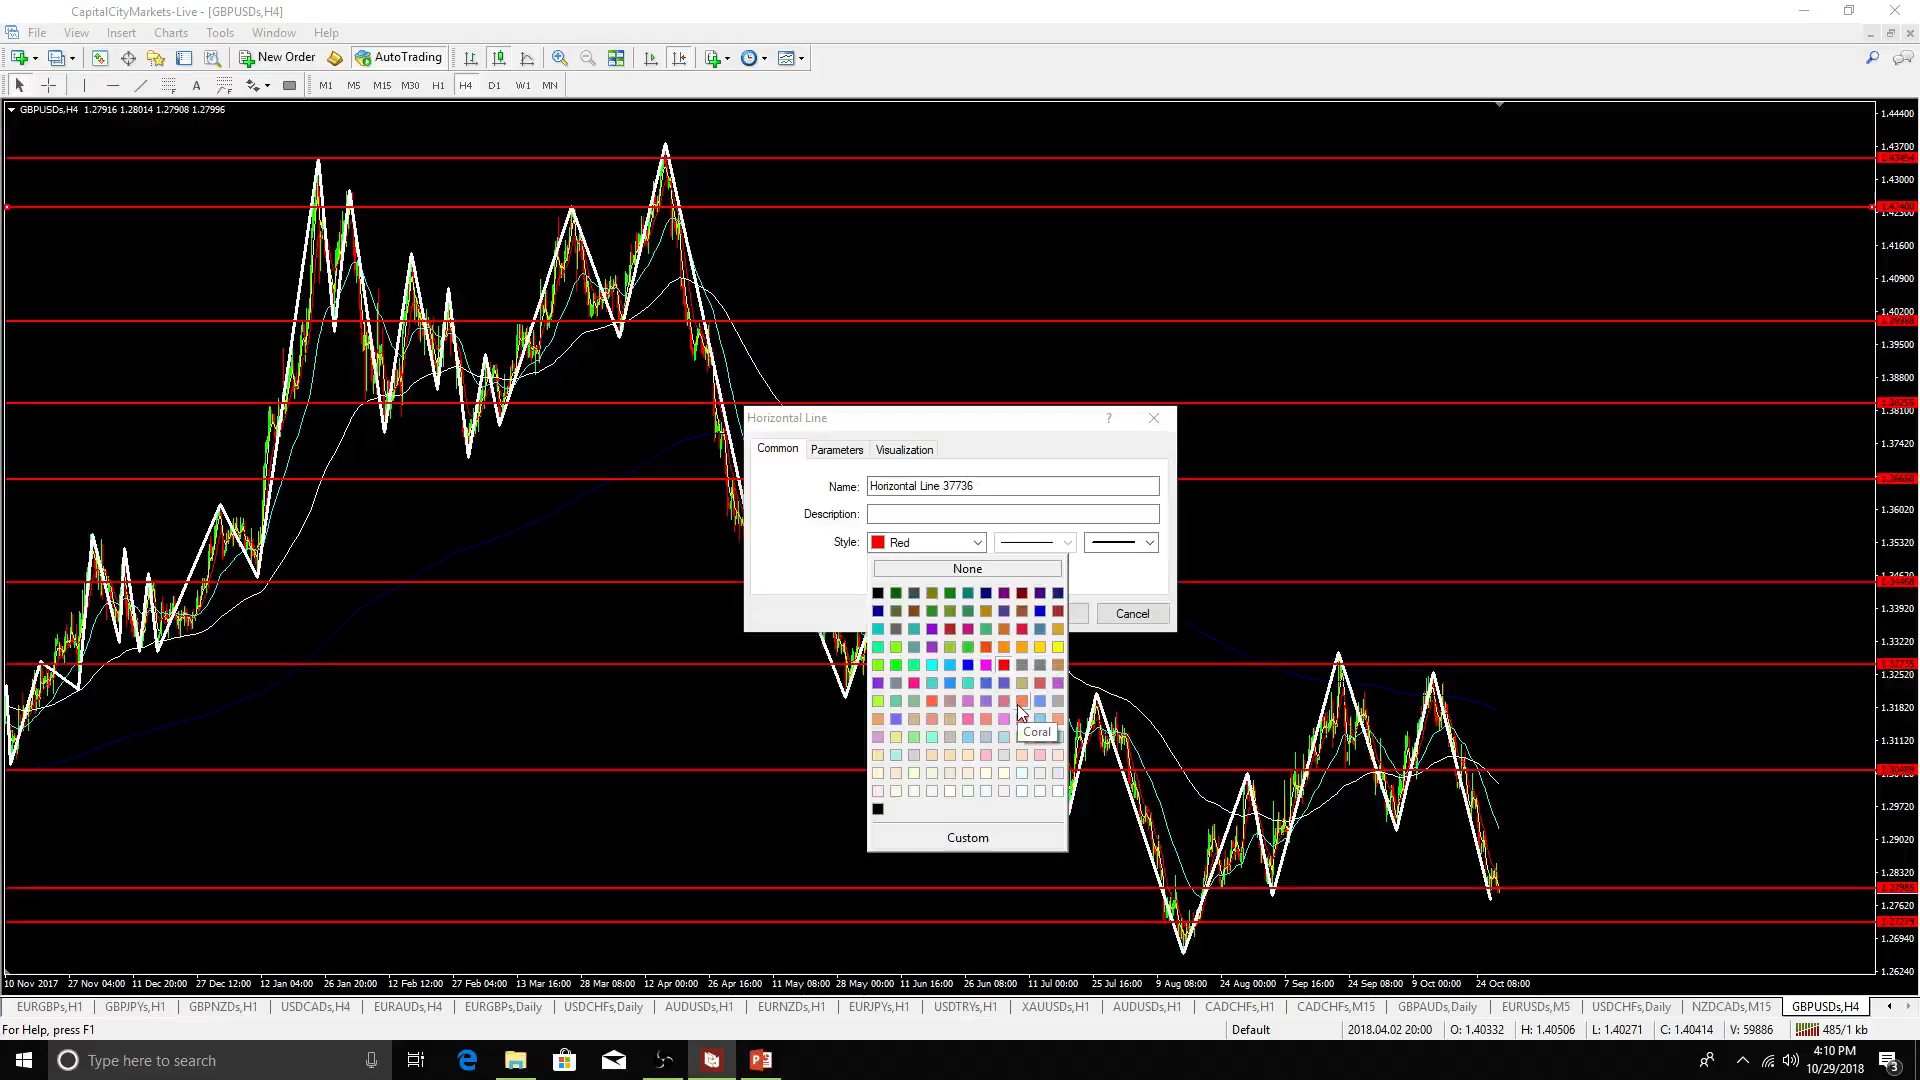 CapitalCityMarkets-Live - [GBPUSDs,H4]
File View Insert Charts Tools Window Help
New Order AutoTrading
A M1 M5 M15 M30 H1 H4 D1 W1 MN
GBPUSDs,H4 1.27916 1.28014 1.27908 1.27996
1.44400
1.43700
1.43454
1.43000
1.42400
1.42300
1.41600
1.40900
1.40200
1.39500
1.38800
1.38100
1.37420
1.36650
1.36020
1.35320
1.34468
1.33920
1.33220
1.32520
1.31820
1.31120
1.29720
1.29020
1.28320
1.27985
1.27620
1.26940
1.26240
Horizontal Line ?
Common Parameters Visualization
Name: Horizontal Line 37736
Description:
Style: Red
None
Cancel
Coral
Custom
10 Nov 2017 27 Nov 04:00 11 Dec 20:00 27 Dec 12:00 12 Jan 04:00 26 Jan 20:00 12 Feb 12:00 27 Feb 04:00 13 Mar 16:00 28 Mar 08:00 12 Apr 00:00 26 Apr 16:00 11 May 08:00 28 May 00:00 11 Jun 16:00 26 Jun 08:00 11 Jul 00:00 25 Jul 16:00 9 Aug 08:00 24 Aug 00:00 7 Sep 16:00 24 Sep 08:00 9 Oct 00:00 24 Oct 08:00
EURGBPs,H1 GBPJPYs,H1 GBPNZDs,H1 USDCADs,H4 EURAUDs,H4 EURGBPs,Daily USDCHFs,Daily AUDUSDs,H1 EURNZDs,H1 EURJPYs,H1 USDTRYs,H1 XAUUSDs,H1 AUDUSDs,H1 CADCHFs,H1 CADCHFs,M15 GBPAUDs,Daily EURUSDs,M5 USDCHFs,Daily NZDCADs,M15 GBPUSDs,H4
For Help, press F1 Default 2018.04.02 20:00 O: 1.40332 H: 1.40506 L: 1.40271 C: 1.40414 V: 59886 485/1 kb
Type here to search
4:10 PM
10/29/2018
3